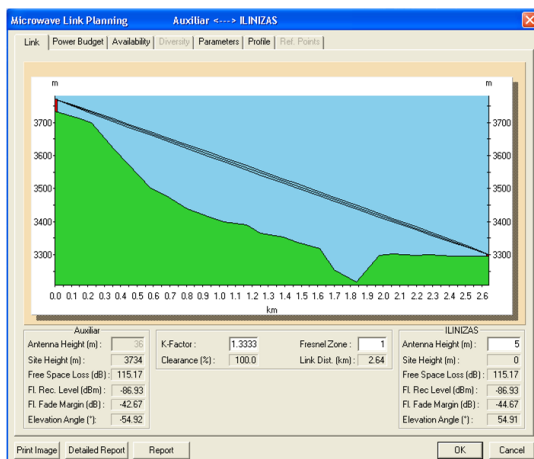 Microwave Link Planning Auxiliar <---> ILINIZAS
Link Power Budget Availability Diversity Parameters Profile Ref. Points
m m
3700 3700
3600 3600
3500 3500
3400 3400
3300 3300
0.0 0.1 0.2 0.3 0.4 0.5 0.6 0.7 0.8 0.9 1.0 1.1 1.2 1.3 1.4 1.5 1.6 1.7 1.8 1.9 2.0 2.1 2.2 2.3 2.4 2.5 2.6
km
Auxiliar
Antenna Height (m) : 36
Site Height (m) : 3734
Free Space Loss (dB) : 115.17
Fl. Rec. Level (dBm) : -86.93
Fl. Fade Margin (dB) : -42.67
Elevation Angle (°): -54.92
K-Factor : 1.3333 Fresnel Zone : 1
Clearance (%) : 100.0 Link Dist. (km) : 2.64
ILINIZAS
Antenna Height (m) : 5
Site Height (m) : 0
Free Space Loss (dB) : 115.17
Fl. Rec. Level (dBm) : -86.93
Fl. Fade Margin (dB) : -44.67
Elevation Angle (°) : 54.91
Print Image Detailed Report Report OK Cancel